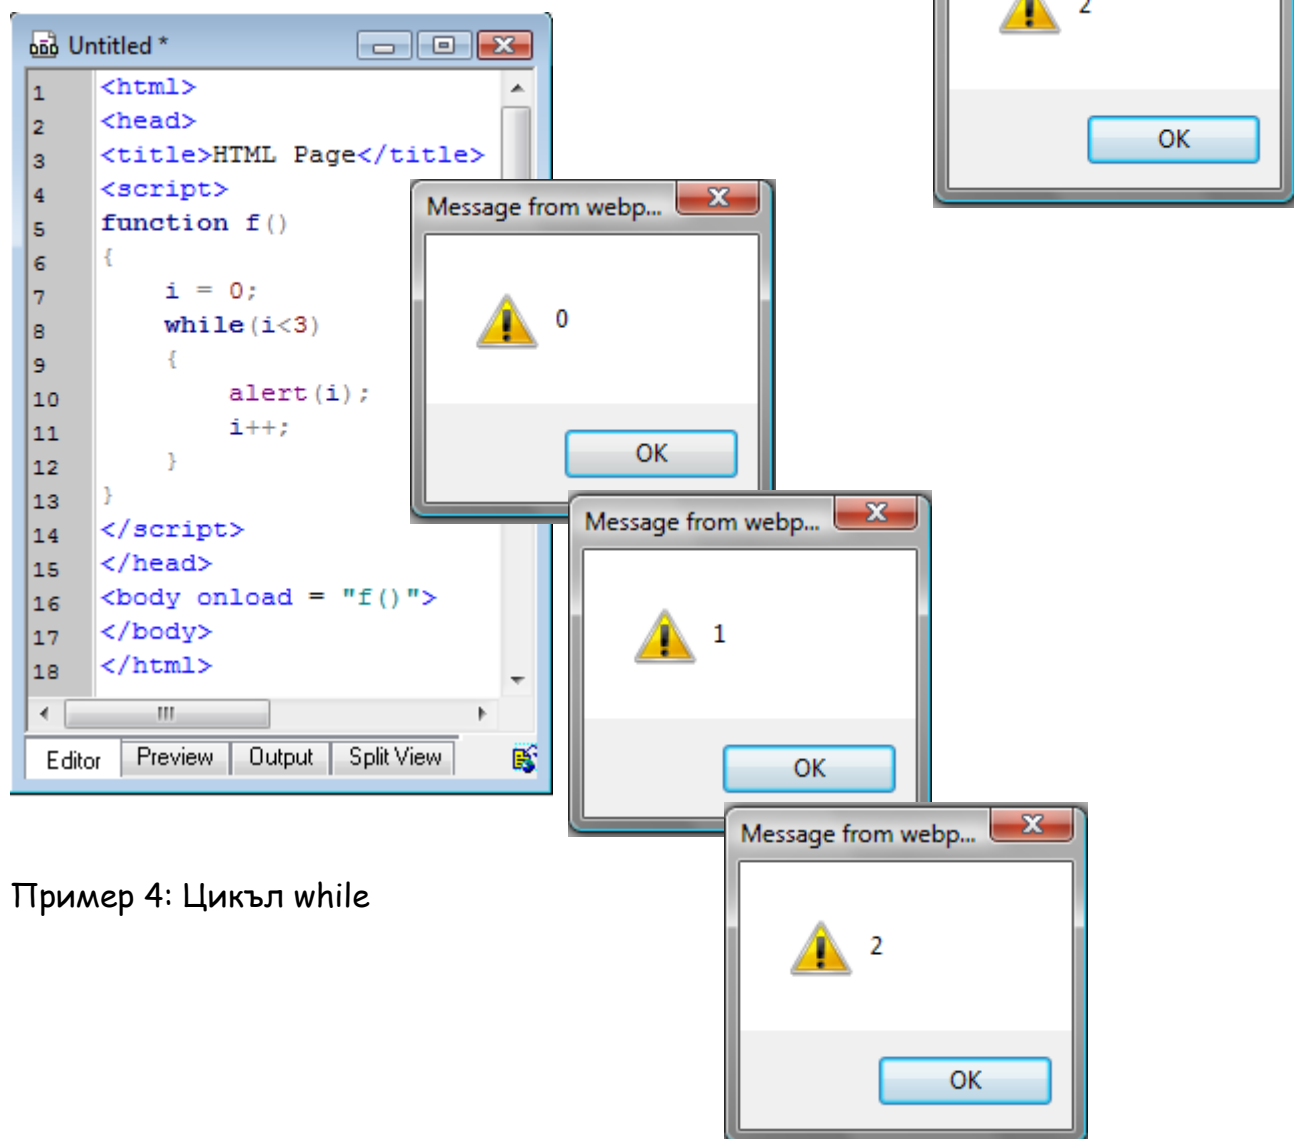 2
OK
Untitled *
1 <html>
2 <head>
3 <title>HTML Page</title>
4 <script>
5 function f()
6 {
7 i = 0;
8 while(i<3)
9 {
10 alert(i);
11 i++;
12 }
13 }
14 </script>
15 </head>
16 <body onload = "f()">
17 </body>
18 </html>
Editor Preview Output Split View
Message from webp...
0
OK
Message from webp...
1
OK
Message from webp...
2
OK
Пример 4: Цикъл while